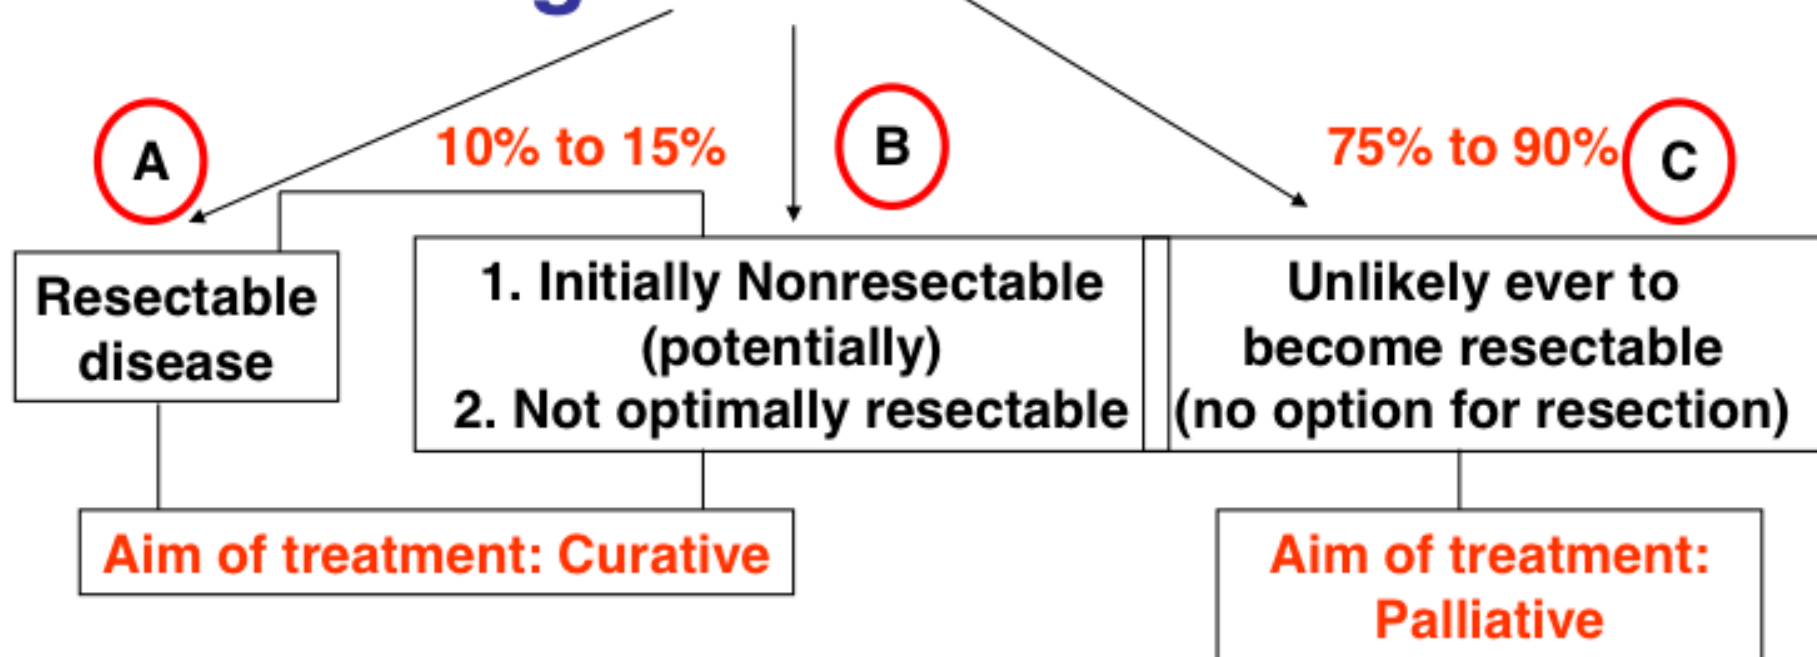 g
A
10% to 15%
B
75% to 90%
C
Resectable
disease
1. Initially Nonresectable
(potentially)
2. Not optimally resectable
Unlikely ever to
become resectable
(no option for resection)
Aim of treatment: Curative
Aim of treatment:
Palliative